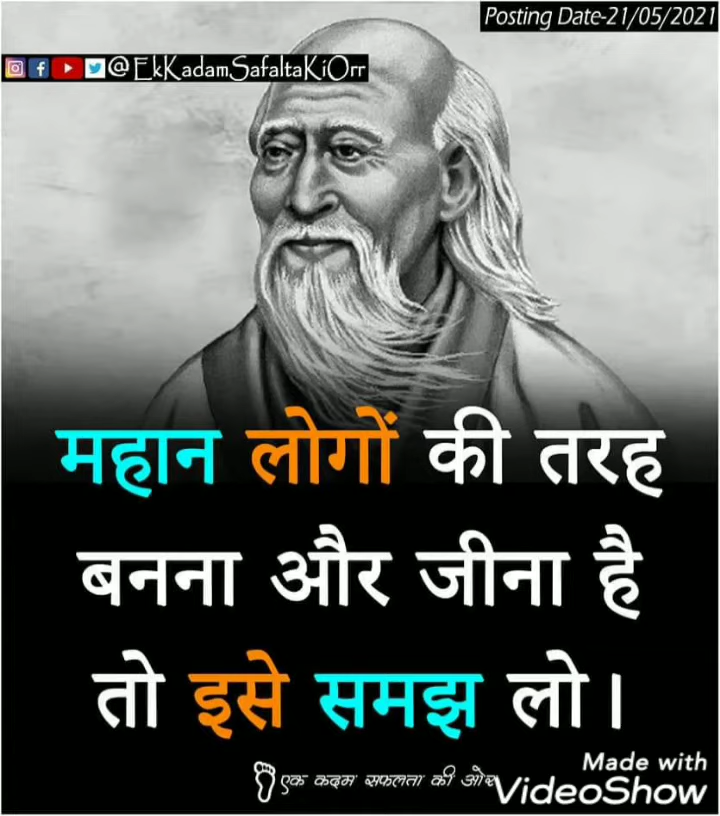 Posting Date-21/05/2021
@EkKadamSafaltaKiOrr
महान लोगों की तरह
बनना और जीना है
तो इसे समझ लो।
Made with
एक कदम सफलता की ओर
VideoShow